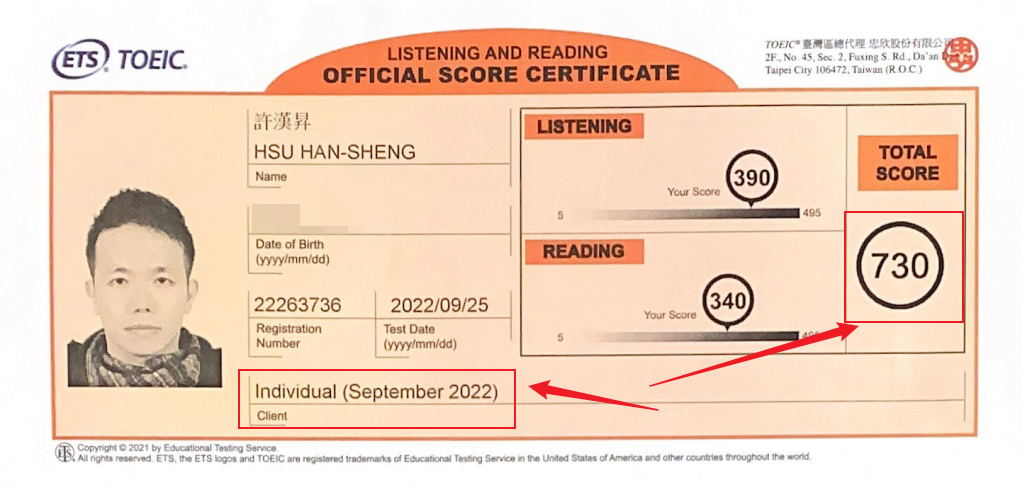 ETS TOEIC
LISTENING AND READING
OFFICIAL SCORE CERTIFICATE
TOEIC® 臺灣區總代理 忠欣股份有限公司
2F., No. 45, Sec. 2, Fuxing S. Rd., Da'an
Taipei City 106472, Taiwan (R.O.C.)
許漢昇
HSU HAN-SHENG
Name
Date of Birth
(yyyy/mm/dd)
22263736
Registration
Number
2022/09/25
Test Date
(yyyy/mm/dd)
Individual (September 2022)
Client
LISTENING
Your Score 390
5 495
READING
Your Score 340
5 495
TOTAL
SCORE
730
ETS Copyright © 2021 by Educational Testing Service.
All rights reserved. ETS, the ETS logos and TOEIC are registered trademarks of Educational Testing Service in the United States of America and other countries throughout the world.